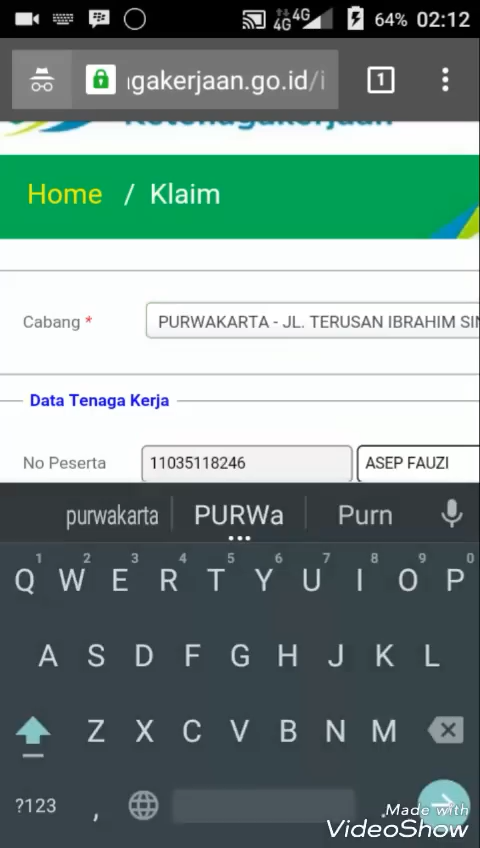 4G 4G 64% 02:12
agakerjaan.go.id/i 1
Ketenagakerjaan
Home / Klaim
Cabang * PURWAKARTA - JL. TERUSAN IBRAHIM SIN
Data Tenaga Kerja
No Peserta 11035118246 ASEP FAUZI
purwakarta PURWa Purn
1 2 3 4 5 6 7 8 9 0
Q W E R T Y U I O P
A S D F G H J K L
Z X C V B N M
?123 , .
Made with
VideoShow